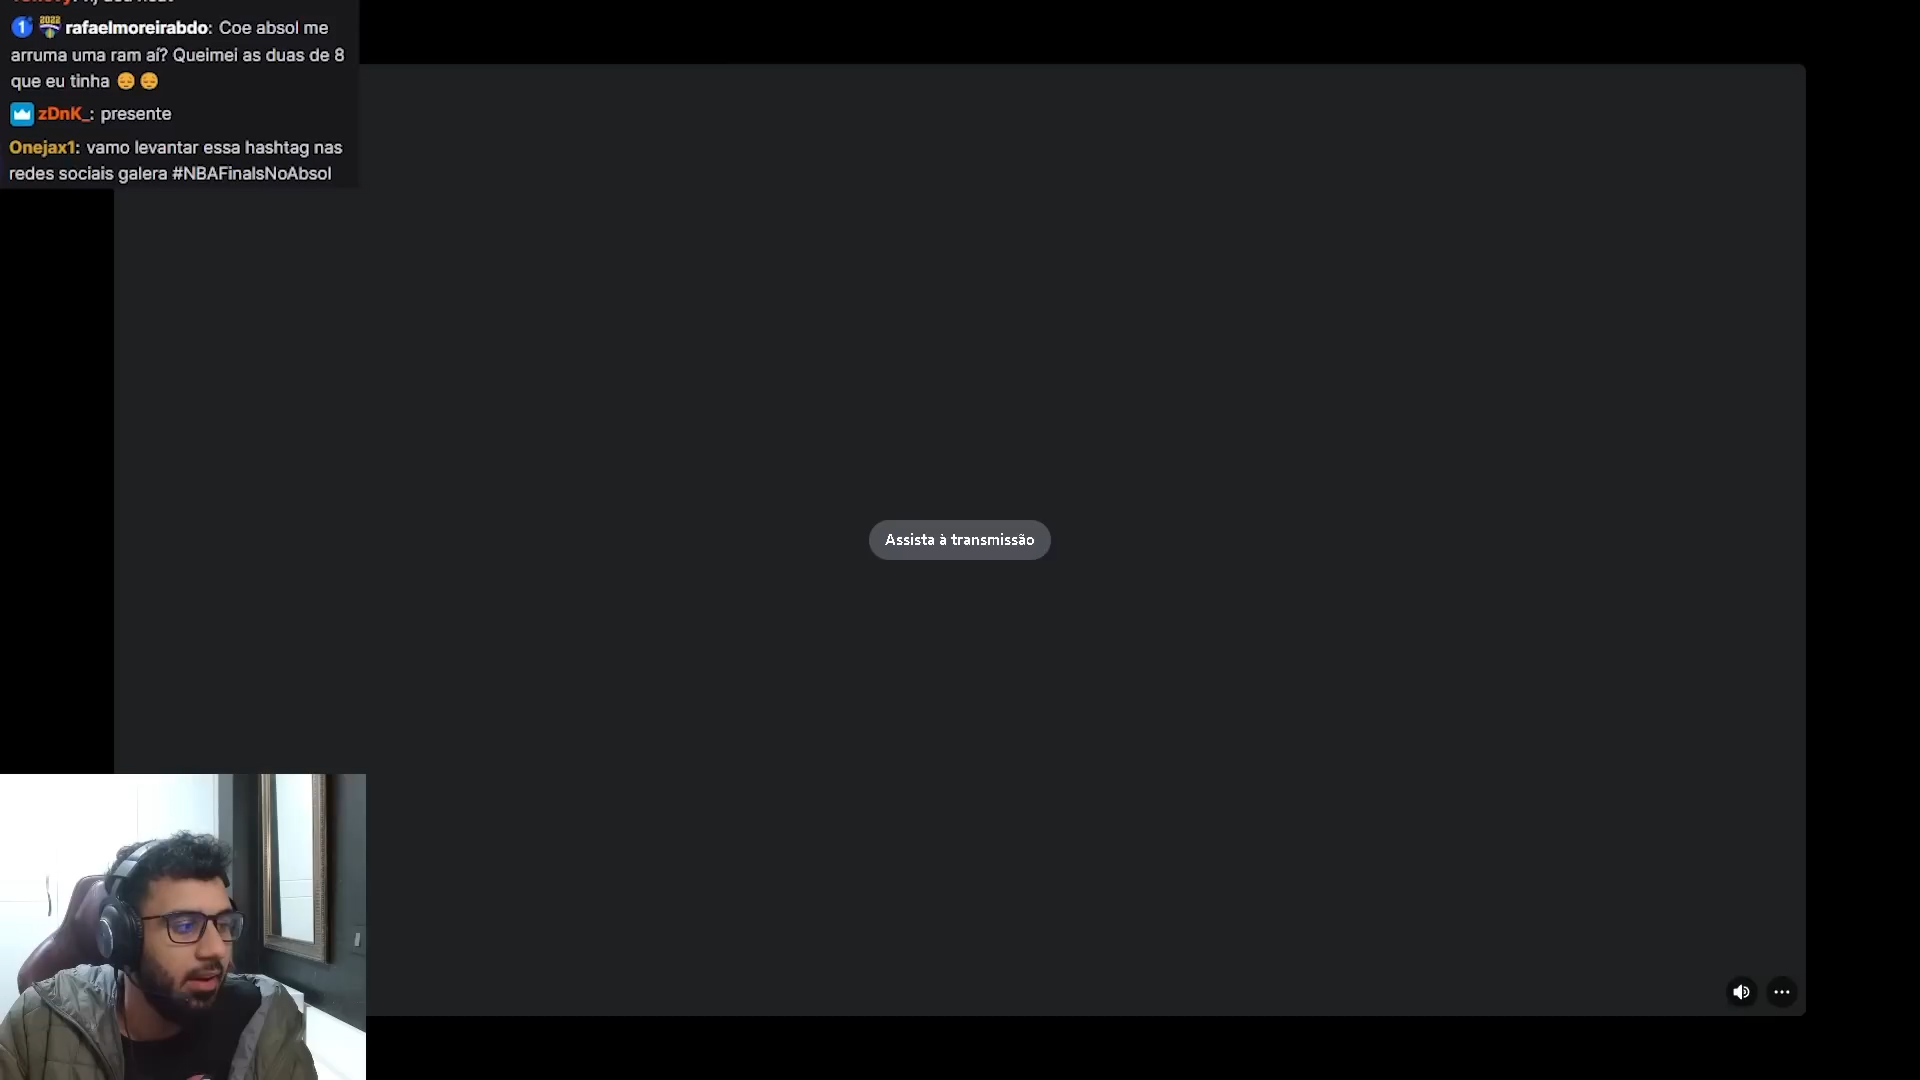 rafaelmoreirabdo: Coe absol me
arruma uma ram aí? Queimei as duas de 8
que eu tinha 😔 😔
zDnK_: presente
Onejax1: vamo levantar essa hashtag nas
redes sociais galera #NBAFinalsNoAbsol
Assista à transmissão